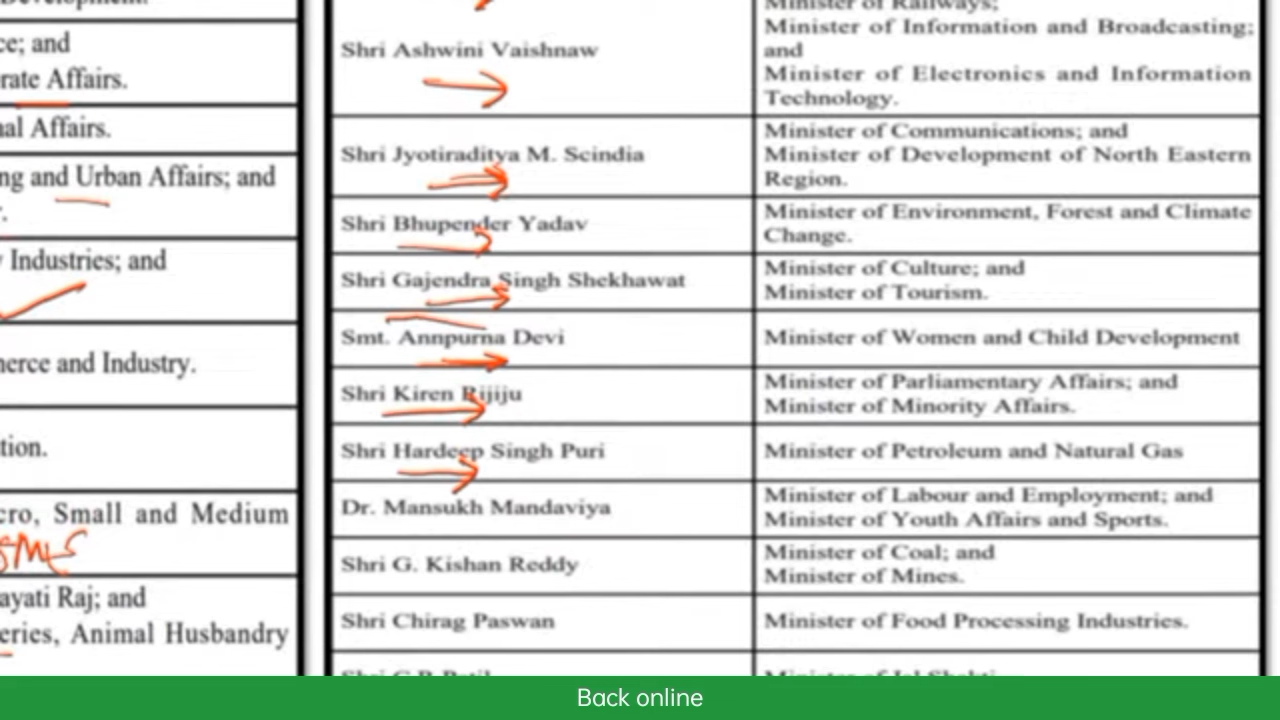 ce; and
rate Affairs.
nal Affairs.
ng and Urban Affairs; and
Industries; and
erce and Industry.
tion.
cro, Small and Medium
ayati Raj; and
eries, Animal Husbandry
Shri Ashwini Vaishnaw
Minister of Railways;
Minister of Information and Broadcasting;
and
Minister of Electronics and Information
Technology.
Shri Jyotiraditya M. Scindia
Minister of Communications; and
Minister of Development of North Eastern
Region.
Shri Bhupender Yadav
Minister of Environment, Forest and Climate
Change.
Shri Gajendra Singh Shekhawat
Minister of Culture; and
Minister of Tourism.
Smt. Annpurna Devi
Minister of Women and Child Development
Shri Kiren Rijiju
Minister of Parliamentary Affairs; and
Minister of Minority Affairs.
Shri Hardeep Singh Puri
Minister of Petroleum and Natural Gas
Dr. Mansukh Mandaviya
Minister of Labour and Employment; and
Minister of Youth Affairs and Sports.
Shri G. Kishan Reddy
Minister of Coal; and
Minister of Mines.
Shri Chirag Paswan
Minister of Food Processing Industries.
Back online